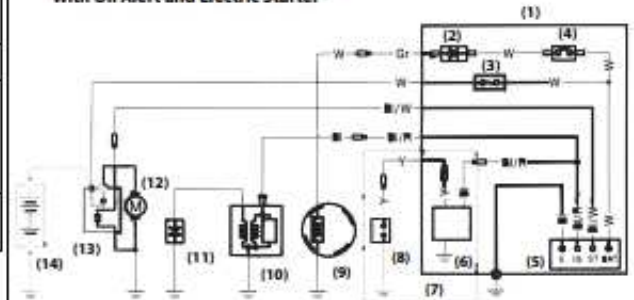 With Oil Alert and Electric Starter
(1)
(2)
(4)
W
Gr
W
(3)
W
W
W
W
Bl/W
Bl
Bl/R
Y
Bl/R
(12)
M
(13)
(14)
(11)
(10)
(9)
(8)
(6)
(7)
(5)
E IG ST BAT